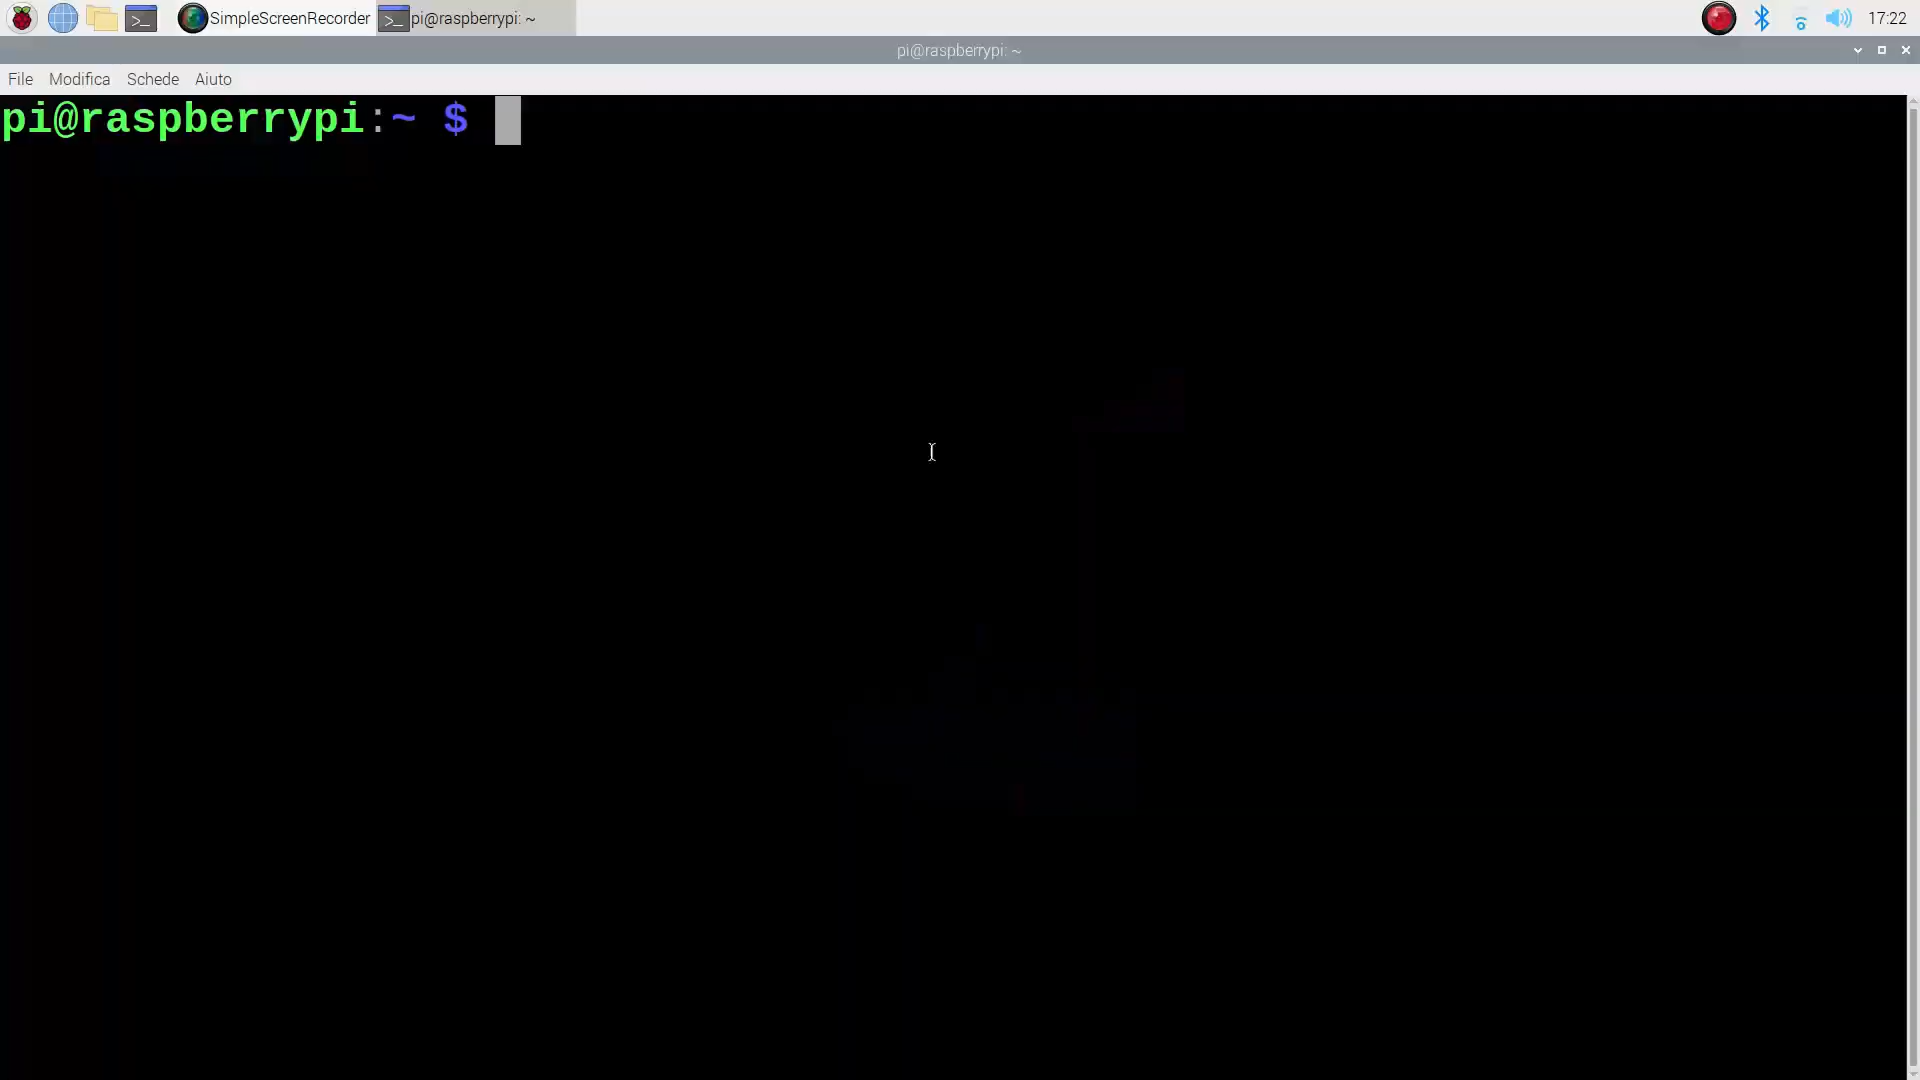 SimpleScreenRecorder pi@raspberrypi: ~ 17:22
pi@raspberrypi: ~
File Modifica Schede Aiuto
pi@raspberrypi:~ $